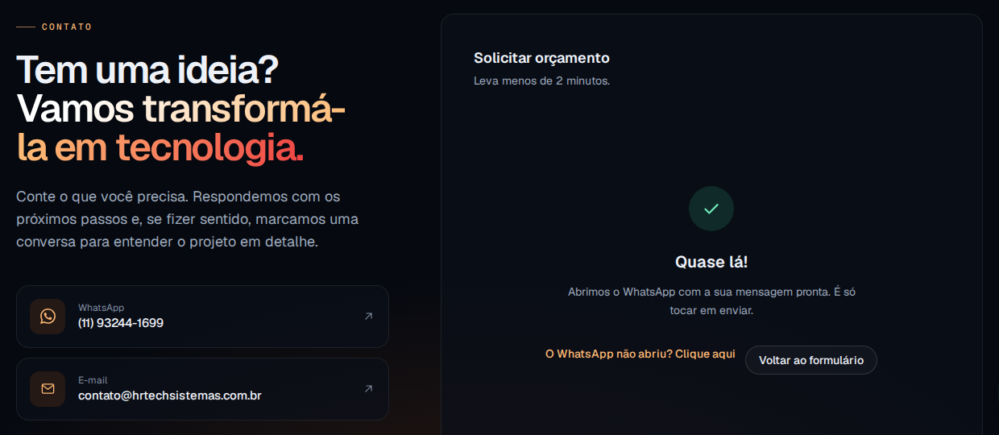 CONTATO
Tem uma ideia?
Vamos transformá-
la em tecnologia.
Conte o que você precisa. Respondemos com os
próximos passos e, se fizer sentido, marcamos uma
conversa para entender o projeto em detalhe.
WhatsApp
(11) 93244-1699
E-mail
contato@hrtechsistemas.com.br
Solicitar orçamento
Leva menos de 2 minutos.
Quase lá!
Abrimos o WhatsApp com a sua mensagem pronta. É só
tocar em enviar.
O WhatsApp não abriu? Clique aqui
Voltar ao formulário